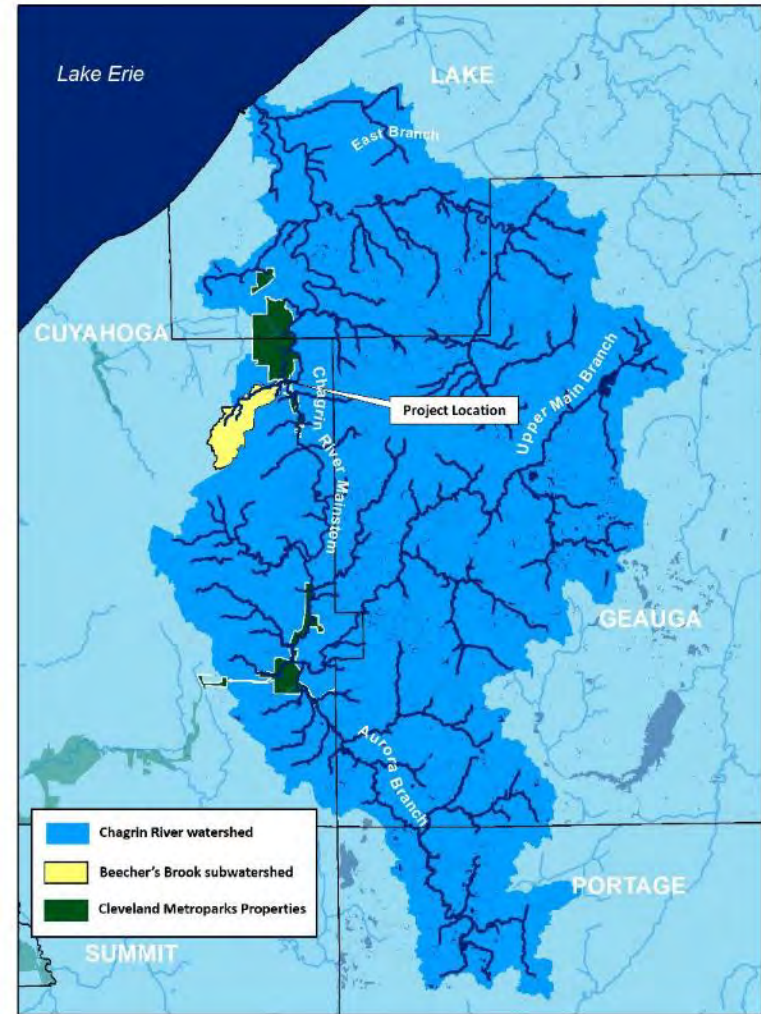 Lake Erie
LAKE
East Branch
CUYAHOGA
Chagrin River Mainstem
Project Location
Upper Main Branch
GEAUGA
Aurora Branch
Chagrin River watershed
Beecher's Brook subwatershed
Cleveland Metroparks Properties
PORTAGE
SUMMIT